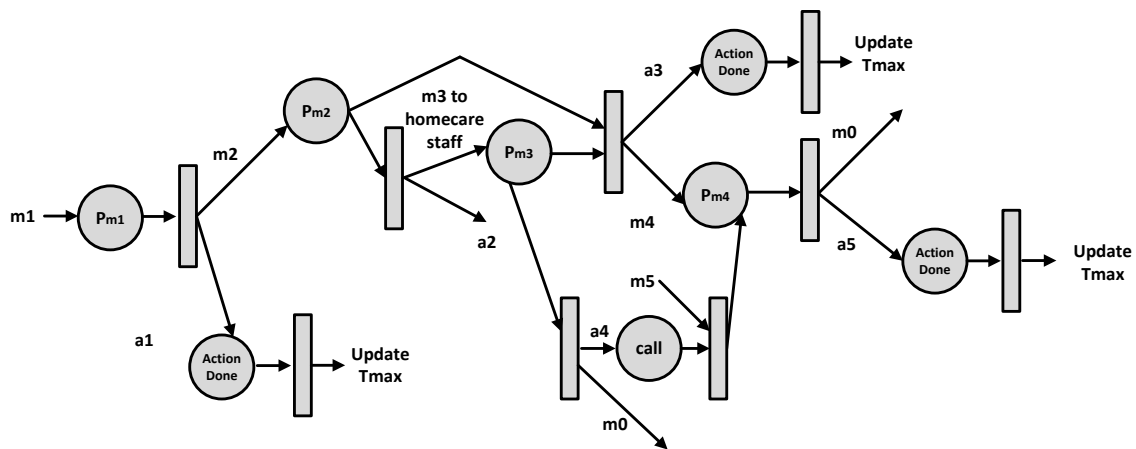 m1
Pm1
m2
a1
Action
Done
Update
Tmax
Pm2
m3 to
homecare
staff
a2
Pm3
a3
Action
Done
Update
Tmax
m4
Pm4
m0
a5
Action
Done
Update
Tmax
m5
a4
call
m0